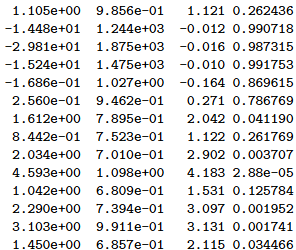 1.105e+00 9.856e-01 1.121 0.262436
-1.448e+01 1.244e+03 -0.012 0.990718
-2.981e+01 1.875e+03 -0.016 0.987315
-1.524e+01 1.475e+03 -0.010 0.991753
-1.686e-01 1.027e+00 -0.164 0.869615
2.560e-01 9.462e-01 0.271 0.786769
1.612e+00 7.895e-01 2.042 0.041190
8.442e-01 7.523e-01 1.122 0.261769
2.034e+00 7.010e-01 2.902 0.003707
4.593e+00 1.098e+00 4.183 2.88e-05
1.042e+00 6.809e-01 1.531 0.125784
2.290e+00 7.394e-01 3.097 0.001952
3.103e+00 9.911e-01 3.131 0.001741
1.450e+00 6.857e-01 2.115 0.034466